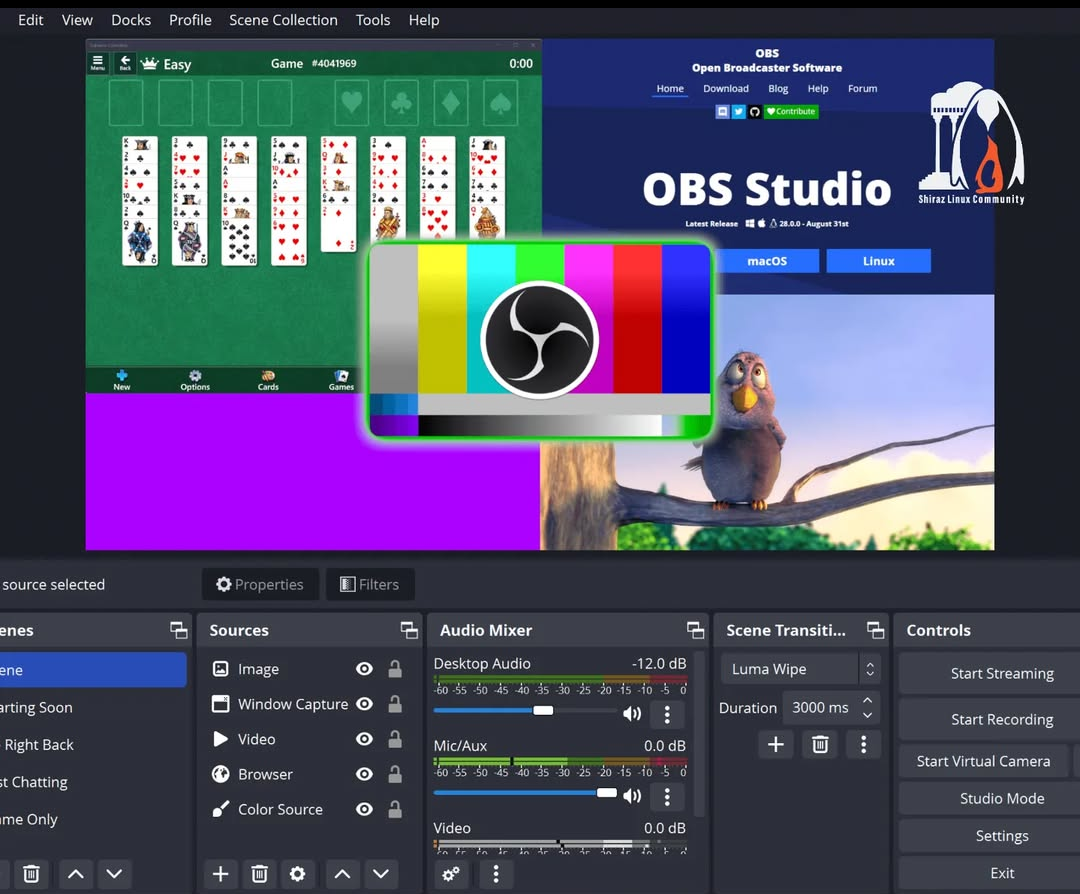 Edit View Docks Profile Scene Collection Tools Help
Menu Back Easy Game #4041969 0:00
New Options Cards Games
OBS
Open Broadcaster Software
Home Download Blog Help Forum
Contribute
OBS Studio
Latest Release 28.0.0 - August 31st
macOS Linux
Shiraz Linux Community
source selected Properties Filters
enes
ene
arting Soon
Right Back
st Chatting
me Only
Sources
Image
Window Capture
Video
Browser
Color Source
Audio Mixer
Desktop Audio -12.0 dB
-60 -55 -50 -45 -40 -35 -30 -25 -20 -15 -10 -5 0
Mic/Aux 0.0 dB
-60 -55 -50 -45 -40 -35 -30 -25 -20 -15 -10 -5 0
Video 0.0 dB
Scene Transiti...
Luma Wipe
Duration 3000 ms
Controls
Start Streaming
Start Recording
Start Virtual Camera
Studio Mode
Settings
Exit